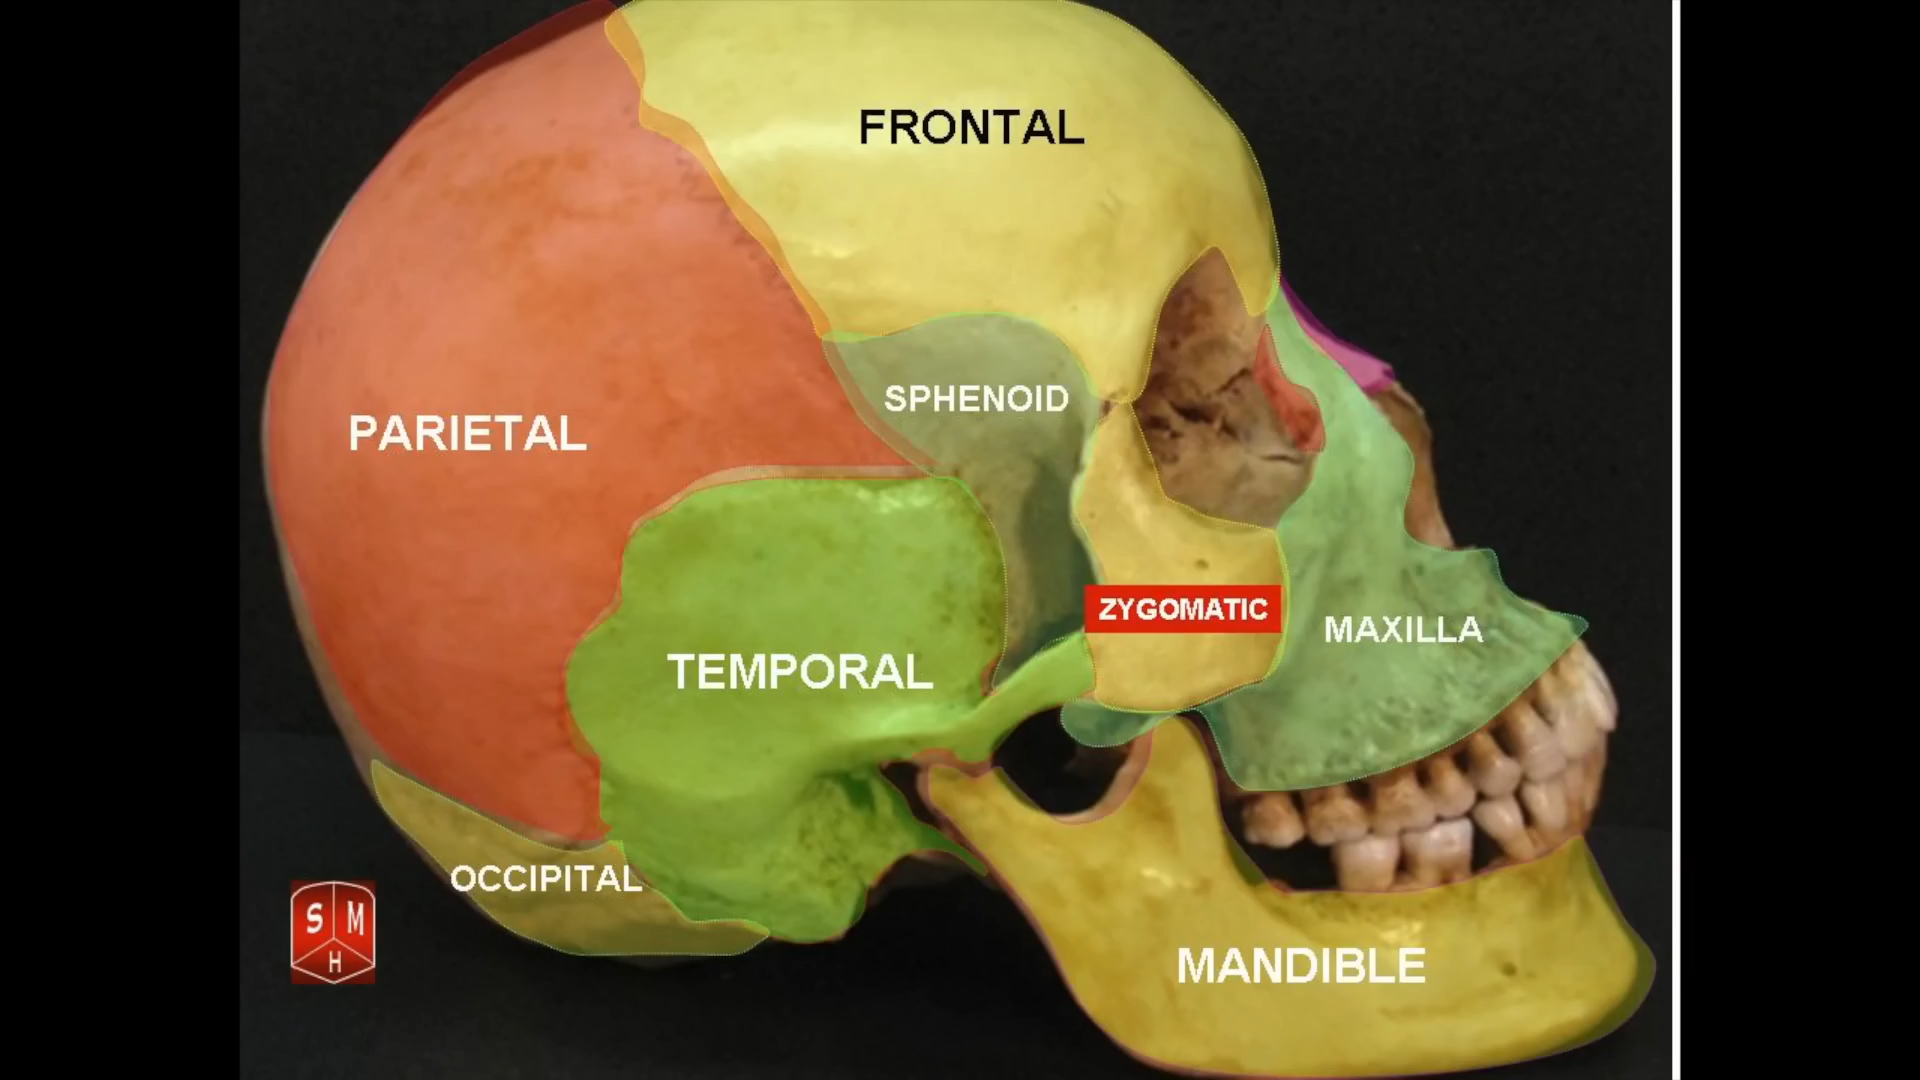 FRONTAL
SPHENOID
PARIETAL
ZYGOMATIC
MAXILLA
TEMPORAL
OCCIPITAL
S M
H
MANDIBLE